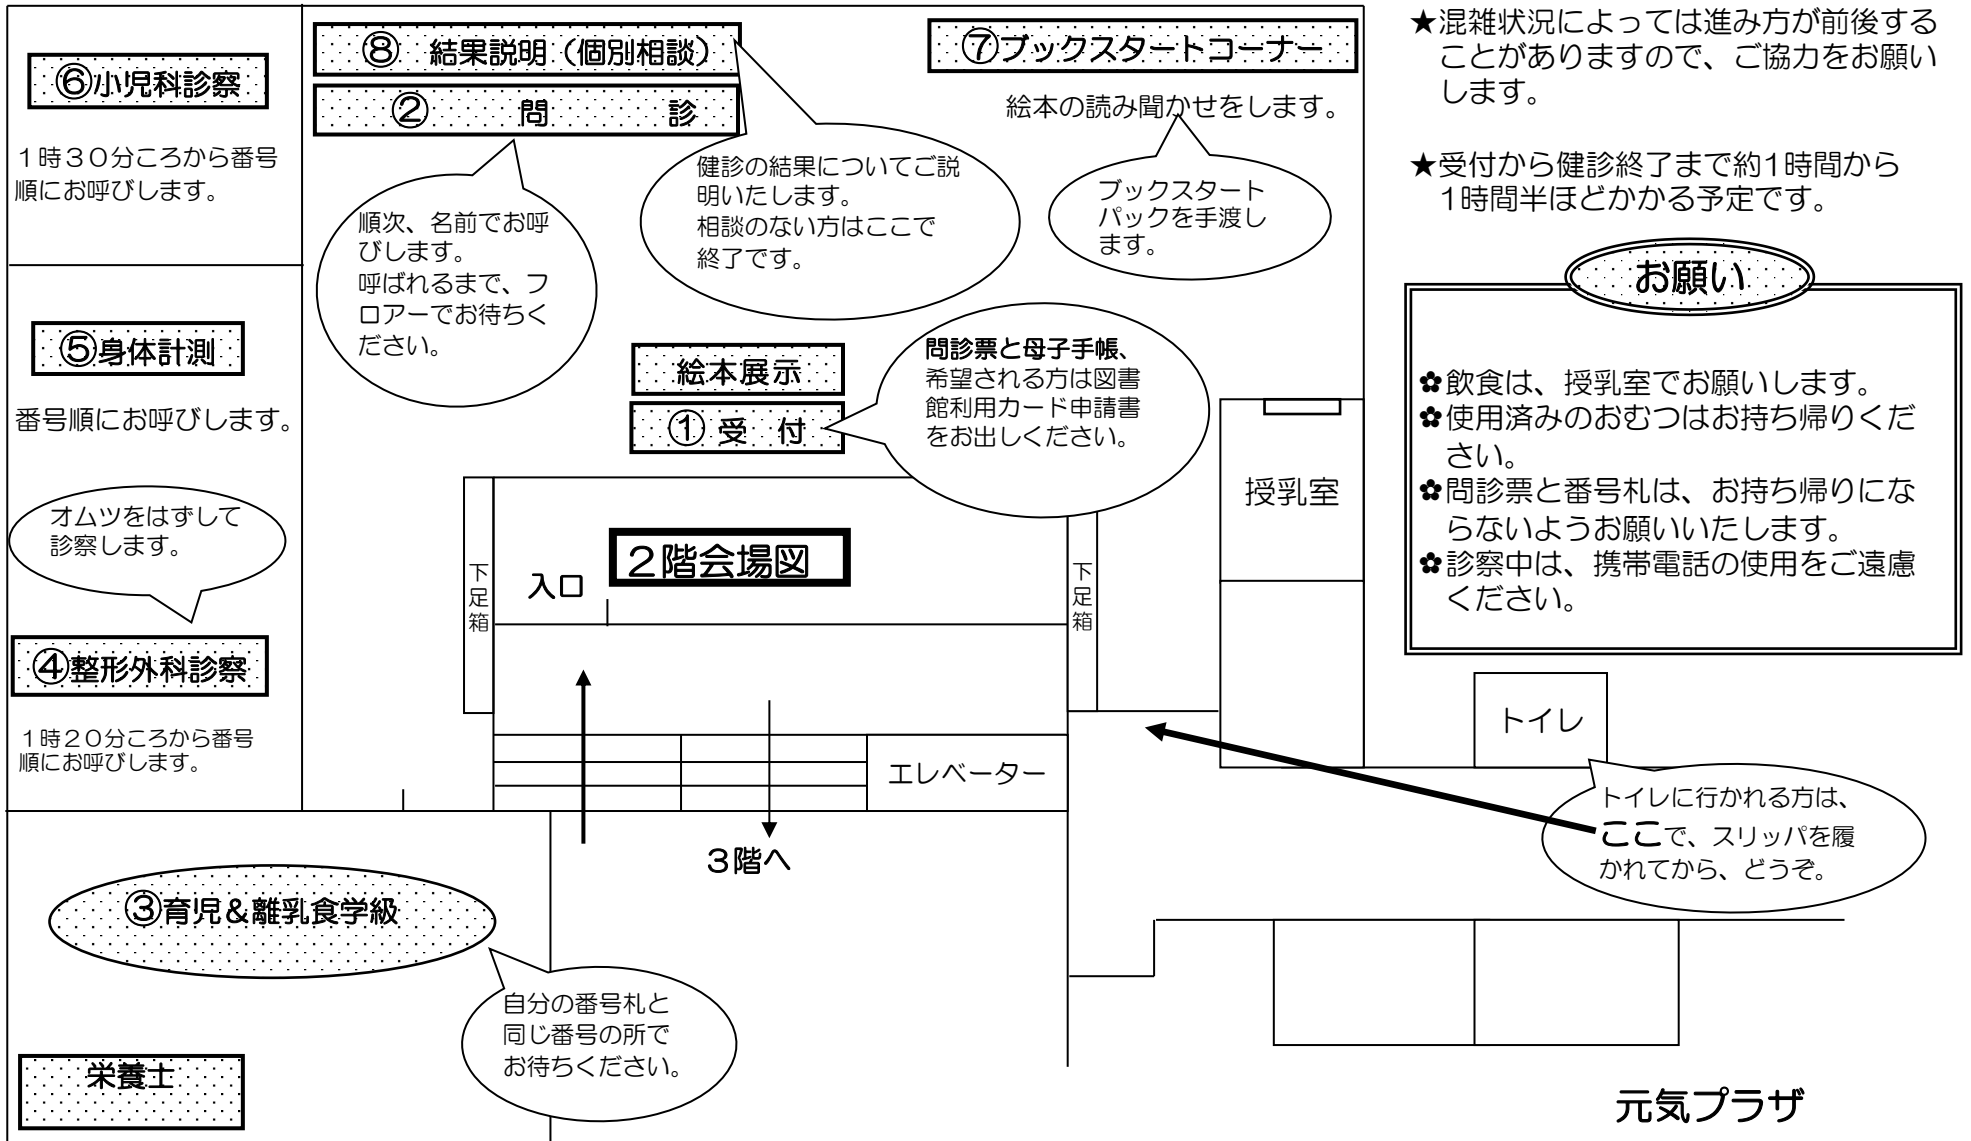 ⑧ 結果説明（個別相談）
② 問 診
健診の結果についてご説
明いたします。
相談のない方はここで
終了です。
順次、名前でお呼
びします。
呼ばれるまで、フ
ロアーでお待ちく
ださい。
⑦ブックスタートコーナー
絵本の読み聞かせをします。
ブックスタート
パックを手渡し
ます。
⑥小児科診察
１時３０分ころから番号
順にお呼びします。
⑤身体計測
番号順にお呼びします。
オムツをはずして
診察します。
④整形外科診察
１時２０分ころから番号
順にお呼びします。
絵本展示
①受 付
問診票と母子手帳、
希望される方は図書
館利用カード申請書
をお出しください。
２階会場図
入口
下足箱
下足箱
授乳室
エレベーター
３階へ
③育児＆離乳食学級
自分の番号札と
同じ番号の所で
お待ちください。
栄養士
★混雑状況によっては進み方が前後する
ことがありますので、ご協力をお願い
します。
★受付から健診終了まで約1時間から
1時間半ほどかかる予定です。
お願い
✿飲食は、授乳室でお願いします。
✿使用済みのおむつはお持ち帰りくだ
さい。
✿問診票と番号札は、お持ち帰りにな
らないようお願いいたします。
✿診察中は、携帯電話の使用をご遠慮
ください。
トイレ
トイレに行かれる方は、
ここで、スリッパを履
かれてから、どうぞ。
元気プラザ